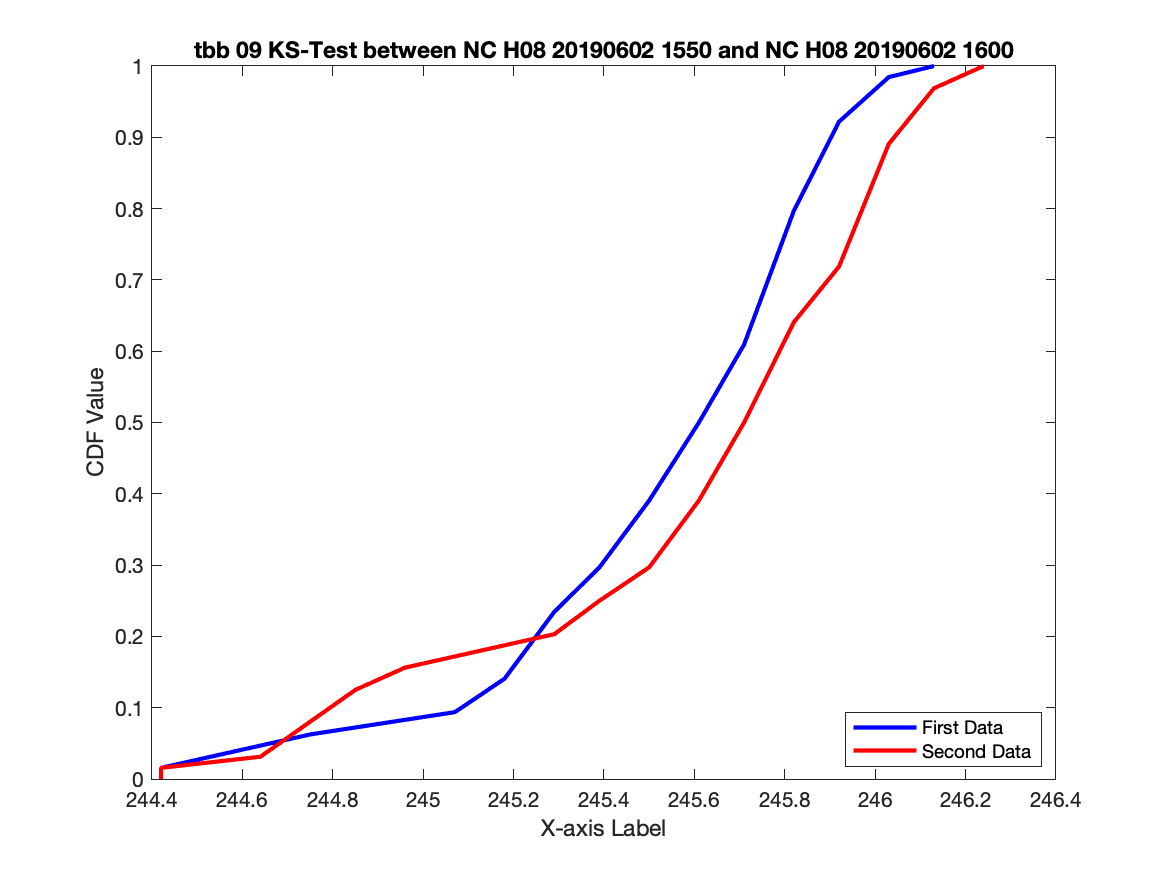 tbb 09 KS-Test between NC H08 20190602 1550 and NC H08 20190602 1600
1
0.9
0.8
0.7
0.6
0.5
0.4
0.3
0.2
0.1
0
CDF Value
First Data
Second Data
244.4 244.6 244.8 245 245.2 245.4 245.6 245.8 246 246.2 246.4
X-axis Label